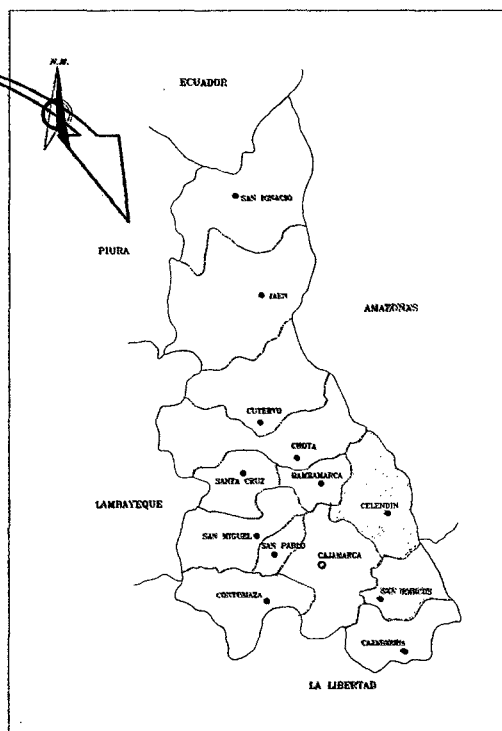 N.M.
ECUADOR
SAN IGNACIO
PIURA
JAEN
AMAZONAS
CUTERVO
CHOTA
SANTA CRUZ
BAMBAMARCA
LAMBAYEQUE
CELENDIN
SAN MIGUEL
SAN PABLO
CAJAMARCA
CONTUMAZA
SAN MARCOS
CAJABAMBA
LA LIBERTAD